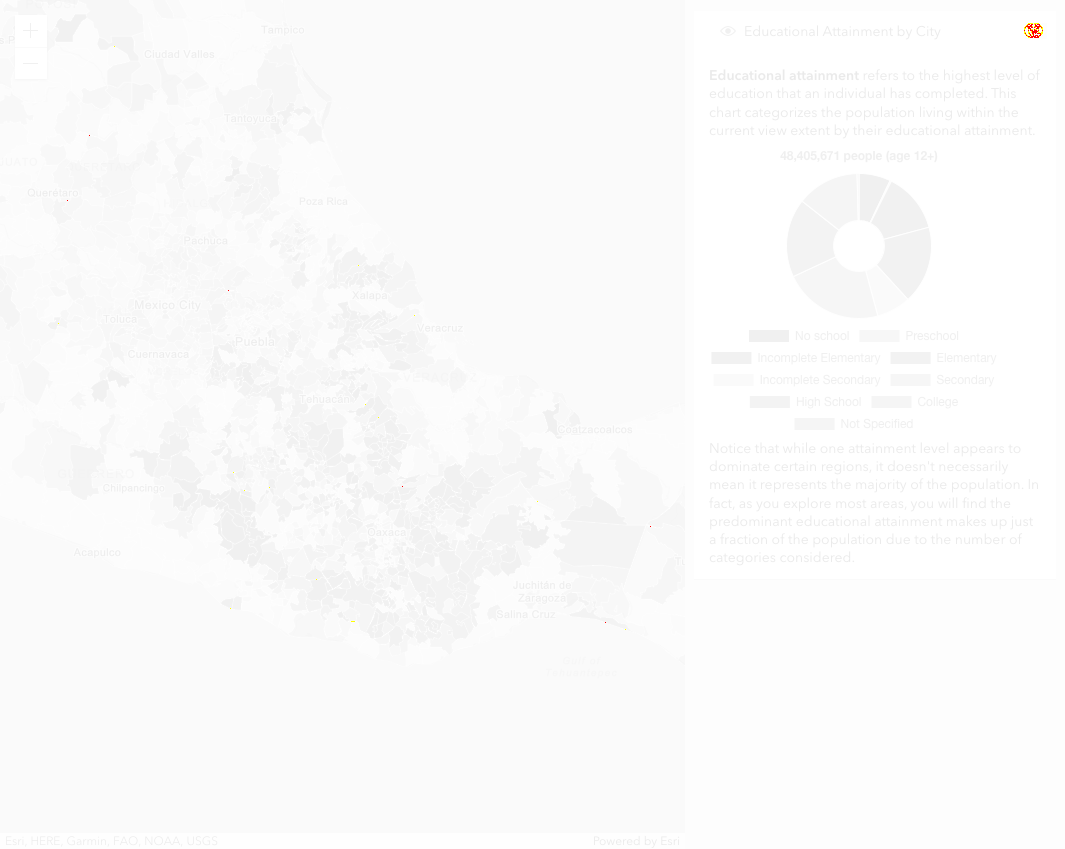 Tampico
Ciudad Valles
Tantoyuca
Querétaro
Poza Rica
Pachuca
Xalapa
Mexico City
Toluca
Veracruz
Puebla
Cuernavaca
Tehuacán
Coatzacoalcos
Chilpancingo
Oaxaca
Acapulco
Juchitán de
Zaragoza
Salina Cruz
Esri, HERE, Garmin, FAO, NOAA, USGS
Powered by Esri
Educational Attainment by City
Educational attainment refers to the highest level of
education that an individual has completed. This
chart categorizes the population living within the
current view extent by their educational attainment.
48,405,671 people (age 12+)
No school
Preschool
Incomplete Elementary
Elementary
Incomplete Secondary
Secondary
High School
College
Not Specified
Notice that while one attainment level appears to
dominate certain regions, it doesn't necessarily
mean it represents the majority of the population. In
fact, as you explore most areas, you will find the
predominant educational attainment makes up just
a fraction of the population due to the number of
categories considered.